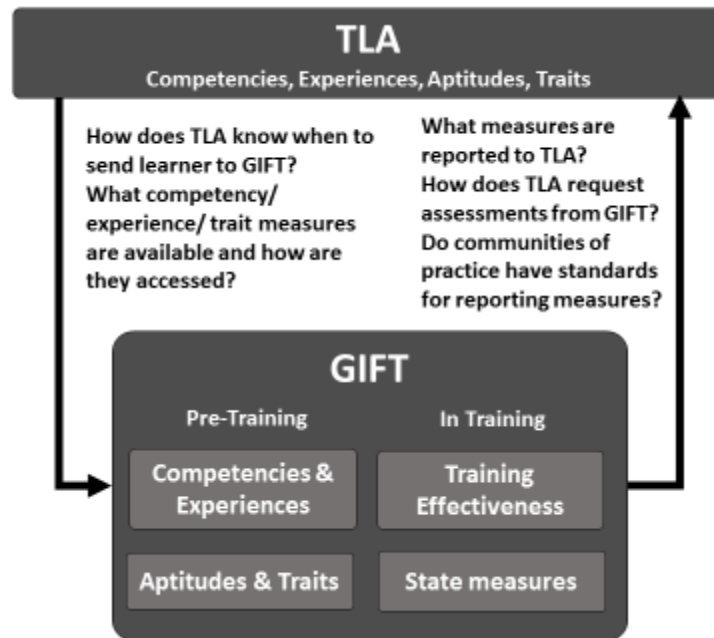 TLA
Competencies, Experiences, Aptitudes, Traits
How does TLA know when to
send learner to GIFT?
What competency/
experience/ trait measures
are available and how are
they accessed?
What measures are
reported to TLA?
How does TLA request
assessments from GIFT?
Do communities of
practice have standards
for reporting measures?
GIFT
Pre-Training
In Training
Competencies &
Experiences
Training
Effectiveness
Aptitudes & Traits
State measures